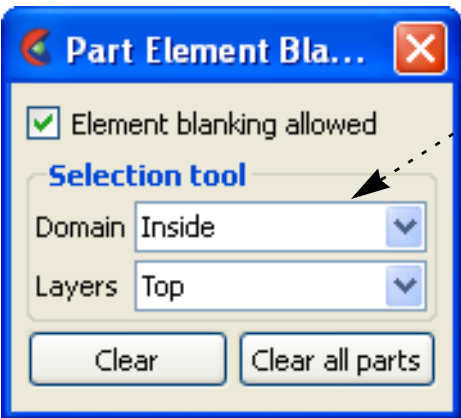 Part Element Bla...
Element blanking allowed
Selection tool
Domain Inside
Layers Top
Clear Clear all parts